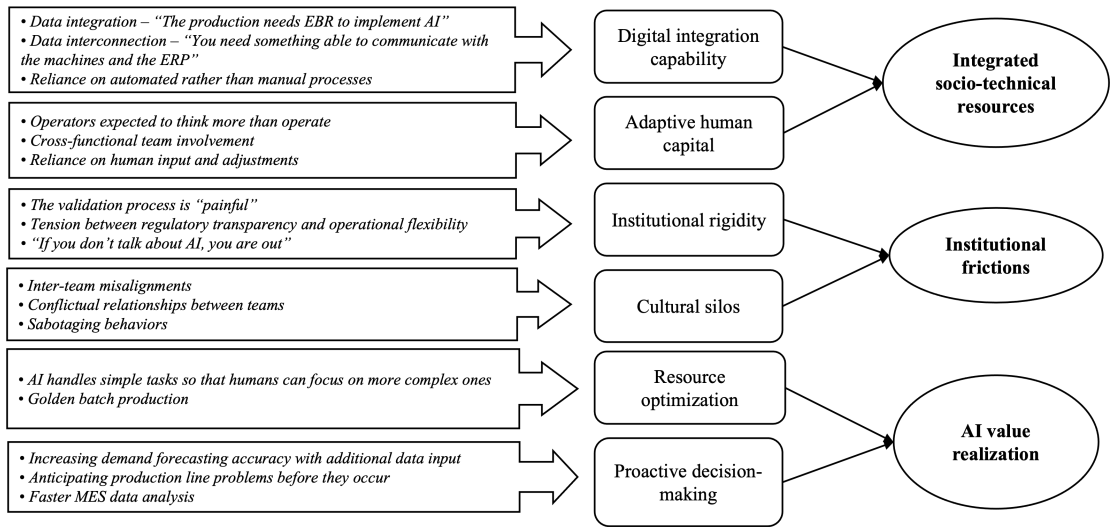 • Data integration – “The production needs EBR to implement AI”
• Data interconnection – “You need something able to communicate with
the machines and the ERP”
• Reliance on automated rather than manual processes
Digital integration
capability
Integrated
socio-technical
resources
• Operators expected to think more than operate
• Cross-functional team involvement
• Reliance on human input and adjustments
Adaptive human
capital
• The validation process is “painful”
• Tension between regulatory transparency and operational flexibility
• “If you don’t talk about AI, you are out”
Institutional rigidity
Institutional
frictions
• Inter-team misalignments
• Conflictual relationships between teams
• Sabotaging behaviors
Cultural silos
• AI handles simple tasks so that humans can focus on more complex ones
• Golden batch production
Resource
optimization
AI value
realization
• Increasing demand forecasting accuracy with additional data input
• Anticipating production line problems before they occur
• Faster MES data analysis
Proactive decision-
making